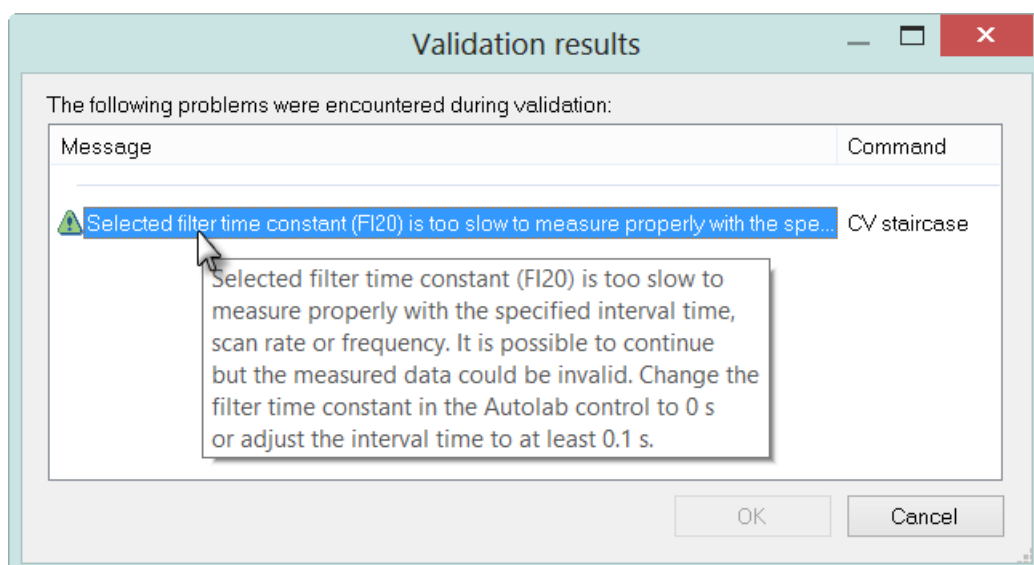 Validation results
The following problems were encountered during validation:
Message Command
Selected filter time constant (FI20) is too slow to measure properly with the spe... CV staircase
Selected filter time constant (FI20) is too slow to
measure properly with the specified interval time,
scan rate or frequency. It is possible to continue
but the measured data could be invalid. Change the
filter time constant in the Autolab control to 0 s
or adjust the interval time to at least 0.1 s.
OK Cancel